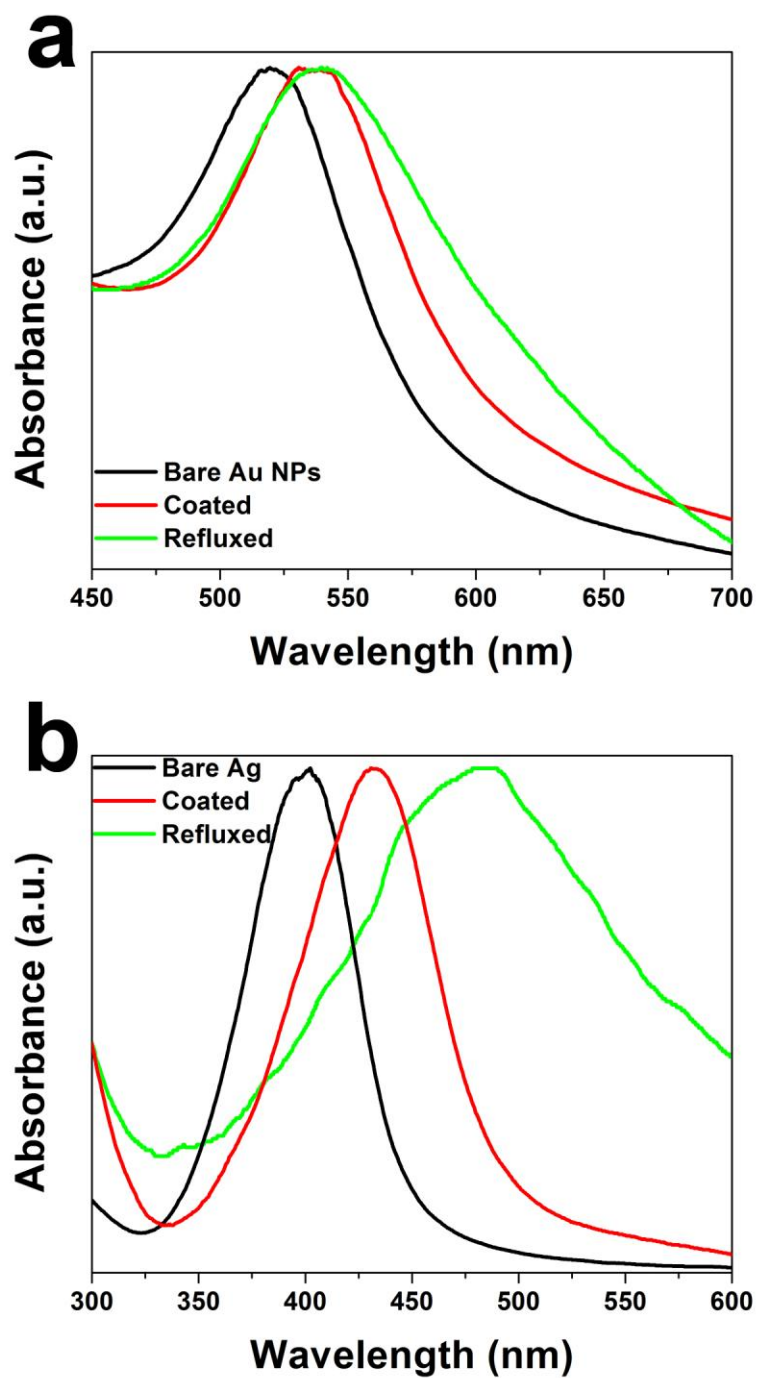 a
Absorbance (a.u.)
Bare Au NPs
Coated
Refluxed
450 500 550 600 650 700
Wavelength (nm)
b
Absorbance (a.u.)
Bare Ag
Coated
Refluxed
300 350 400 450 500 550 600
Wavelength (nm)